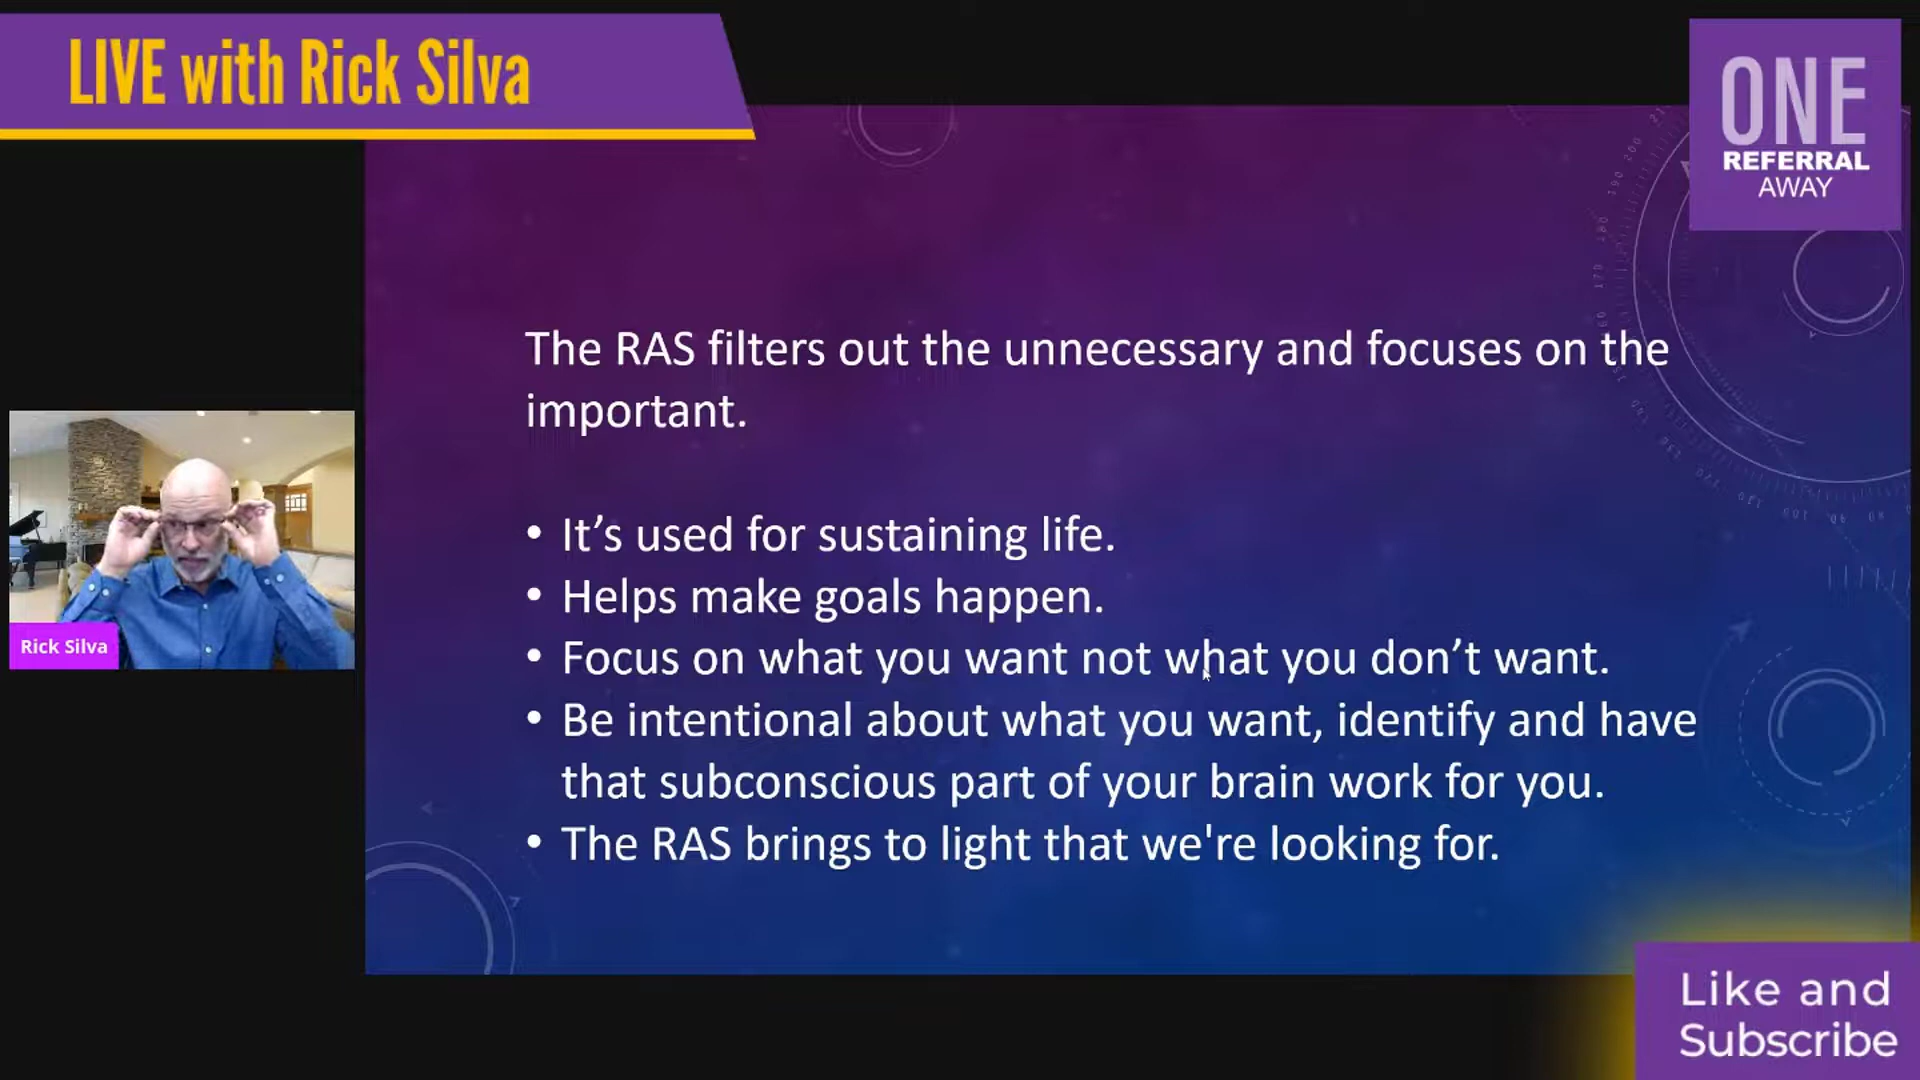 LIVE with Rick Silva
ONE
REFERRAL
AWAY
The RAS filters out the unnecessary and focuses on the
important.
• It’s used for sustaining life.
• Helps make goals happen.
• Focus on what you want not what you don’t want.
• Be intentional about what you want, identify and have
that subconscious part of your brain work for you.
• The RAS brings to light that we're looking for.
Rick Silva
Like and
Subscribe